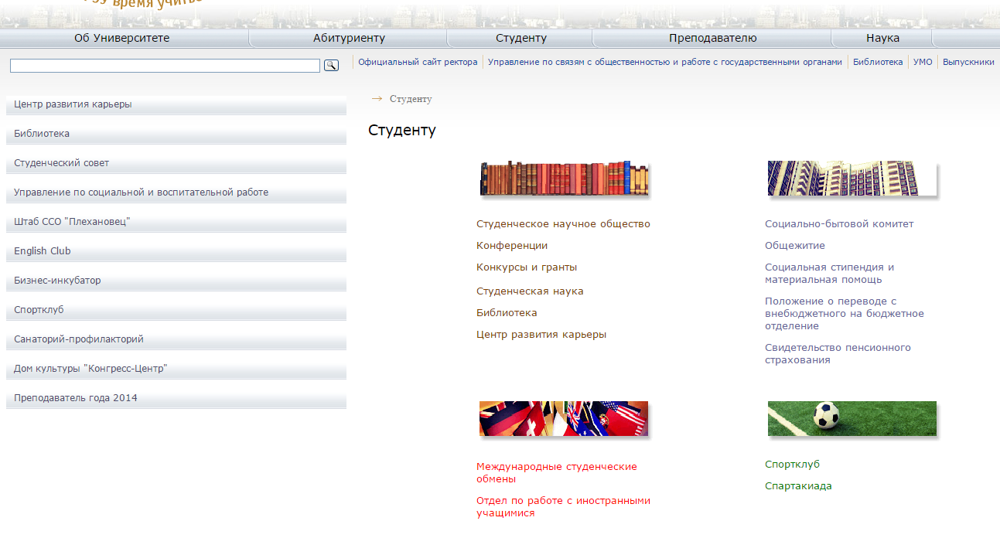 время учитьс
Об Университете
Абитуриенту
Студенту
Преподавателю
Наука
Официальный сайт ректора
Управление по связям с общественностью и работе с государственными органами
Библиотека
УМО
Выпускники
Центр развития карьеры
Библиотека
Студенческий совет
Управление по социальной и воспитательной работе
Штаб ССО "Плехановец"
English Club
Бизнес-инкубатор
Спортклуб
Санаторий-профилакторий
Дом культуры "Конгресс-Центр"
Преподаватель года 2014
→ Студенту
Студенту
Студенческое научное общество
Конференции
Конкурсы и гранты
Студенческая наука
Библиотека
Центр развития карьеры
Социально-бытовой комитет
Общежитие
Социальная стипендия и
материальная помощь
Положение о переводе с
внебюджетного на бюджетное
отделение
Свидетельство пенсионного
страхования
Международные студенческие
обмены
Отдел по работе с иностранными
учащимися
Спортклуб
Спартакиада